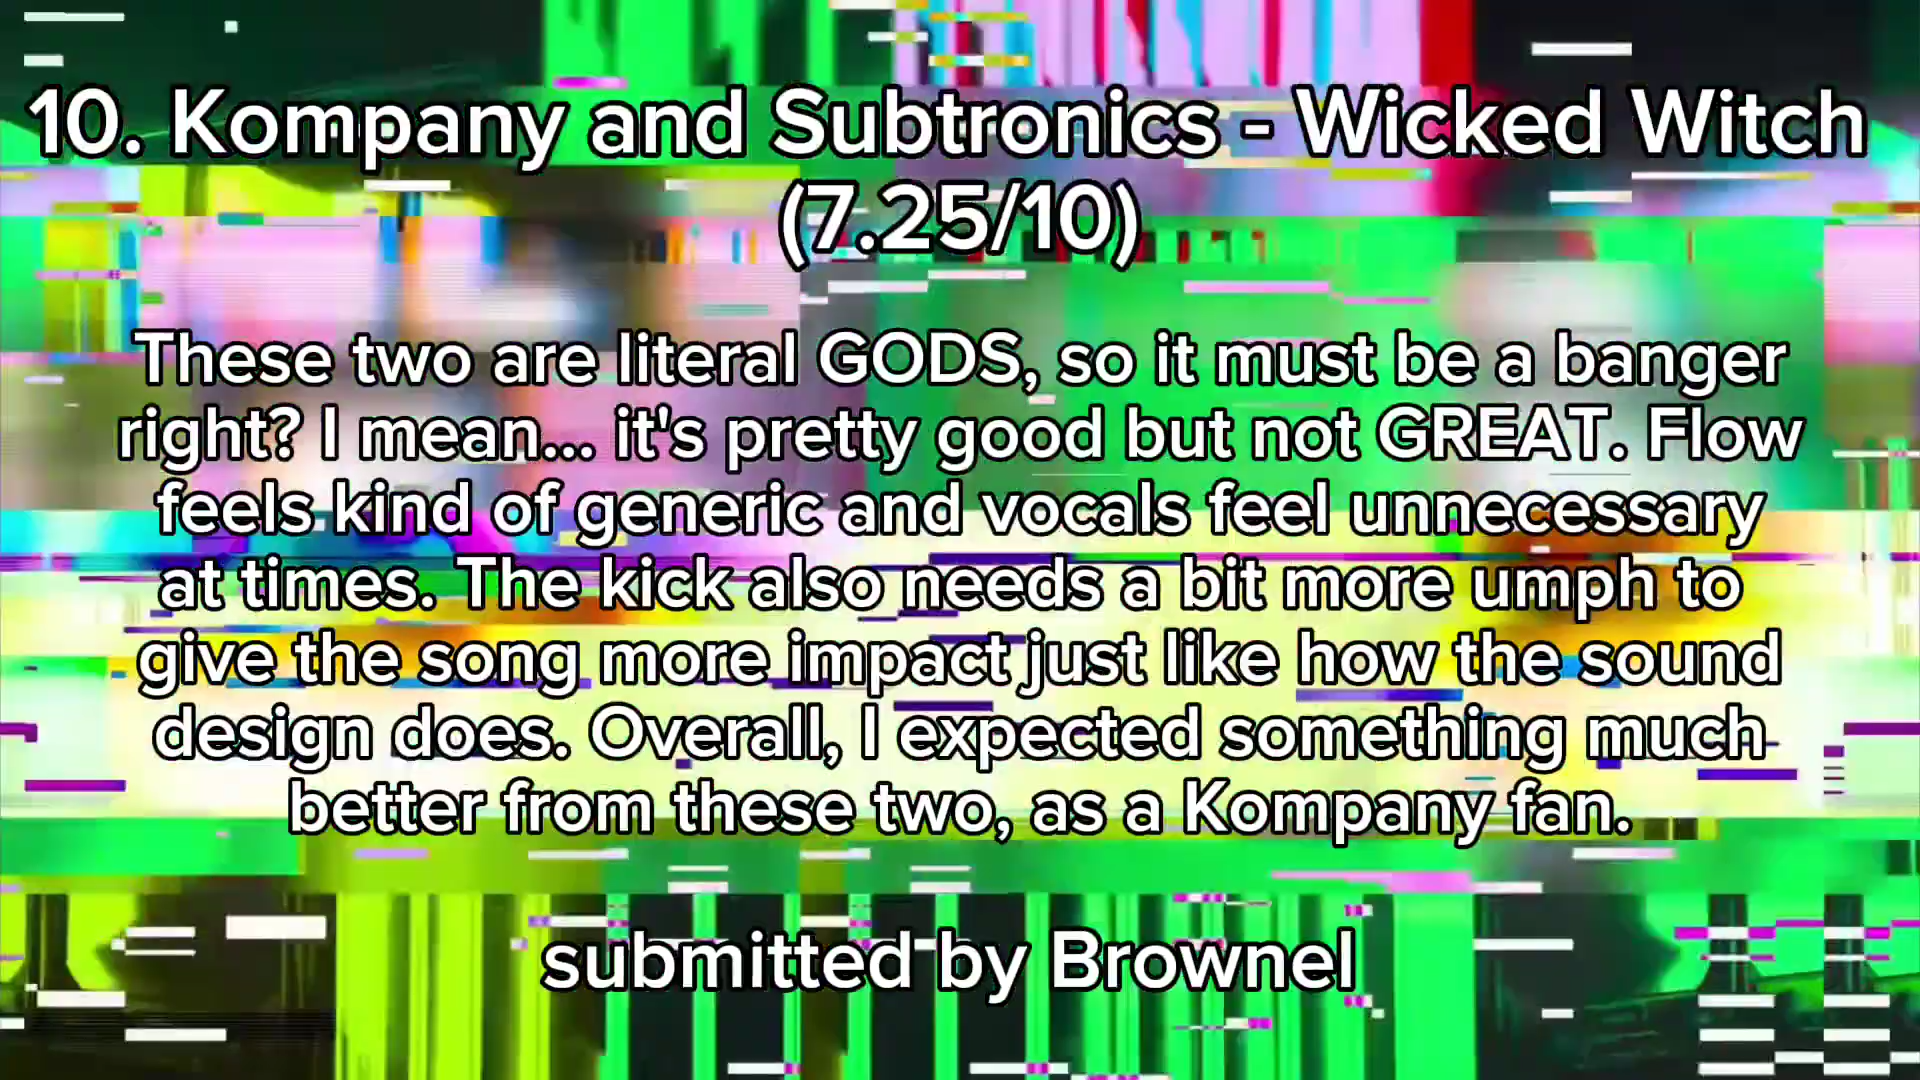 10. Kompany and Subtronics - Wicked Witch
(7.25/10)
These two are literal GODS, so it must be a banger
right? I mean... it's pretty good but not GREAT. Flow
feels kind of generic and vocals feel unnecessary
at times. The kick also needs a bit more umph to
give the song more impact just like how the sound
design does. Overall, I expected something much
better from these two, as a Kompany fan.
submitted by Brownel